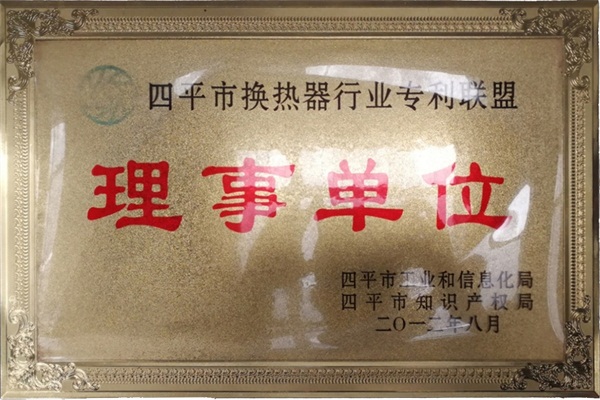 四平市换热器行业专利联盟
理事单位
四平市工业和信息化局
四平市知识产权局
二〇一二年八月